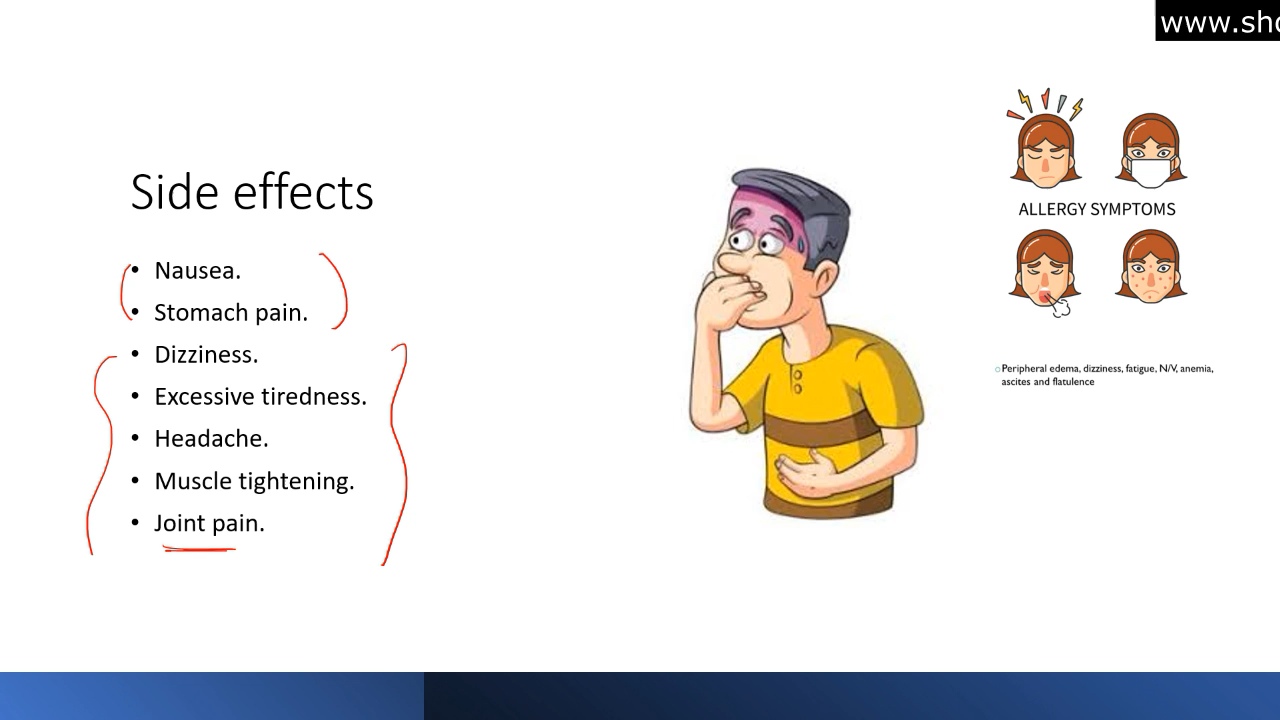 www.sh
Side effects
• Nausea.
• Stomach pain.
• Dizziness.
• Excessive tiredness.
• Headache.
• Muscle tightening.
• Joint pain.
ALLERGY SYMPTOMS
Peripheral edema, dizziness, fatigue, N/V, anemia,
ascites and flatulence